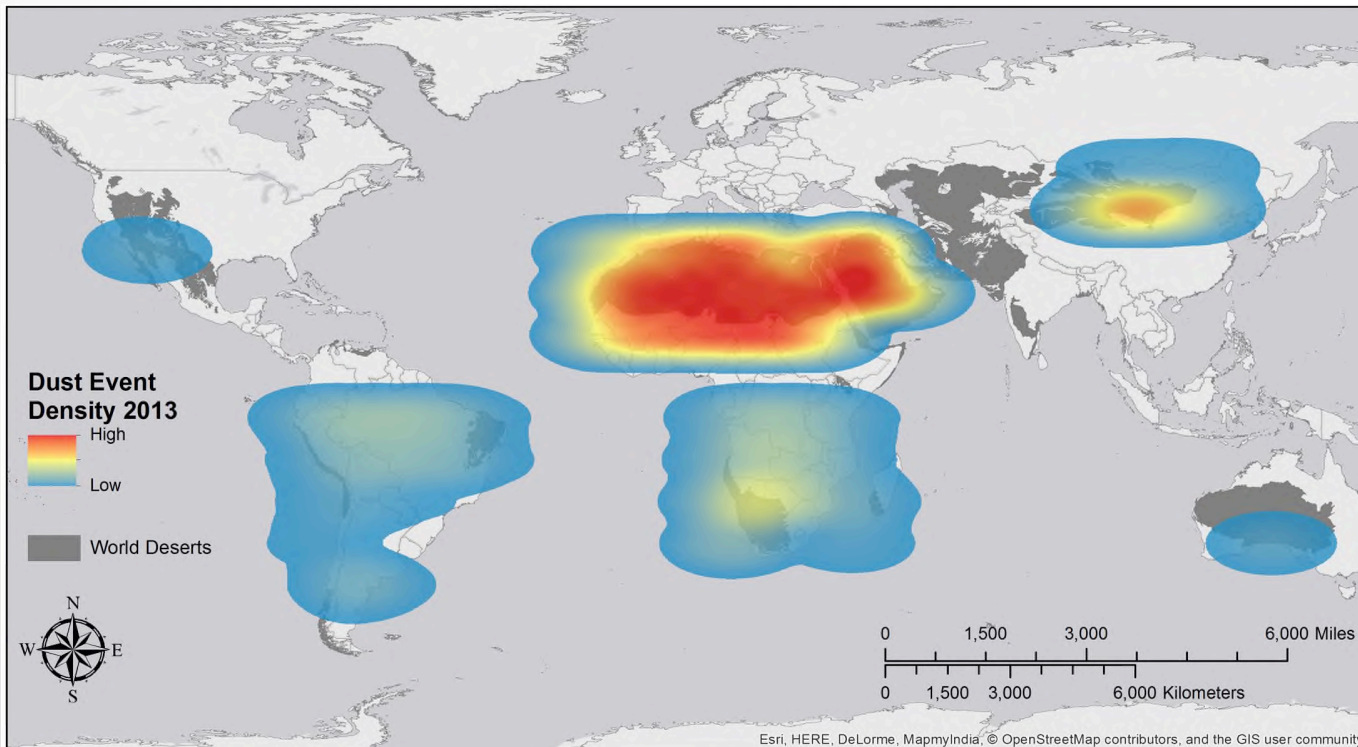 Dust Event
Density 2013
High
Low
World Deserts
N
W E
S
0 1,500 3,000 6,000 Miles
0 1,500 3,000 6,000 Kilometers
Esri, HERE, DeLorme, MapmyIndia, © OpenStreetMap contributors, and the GIS user community